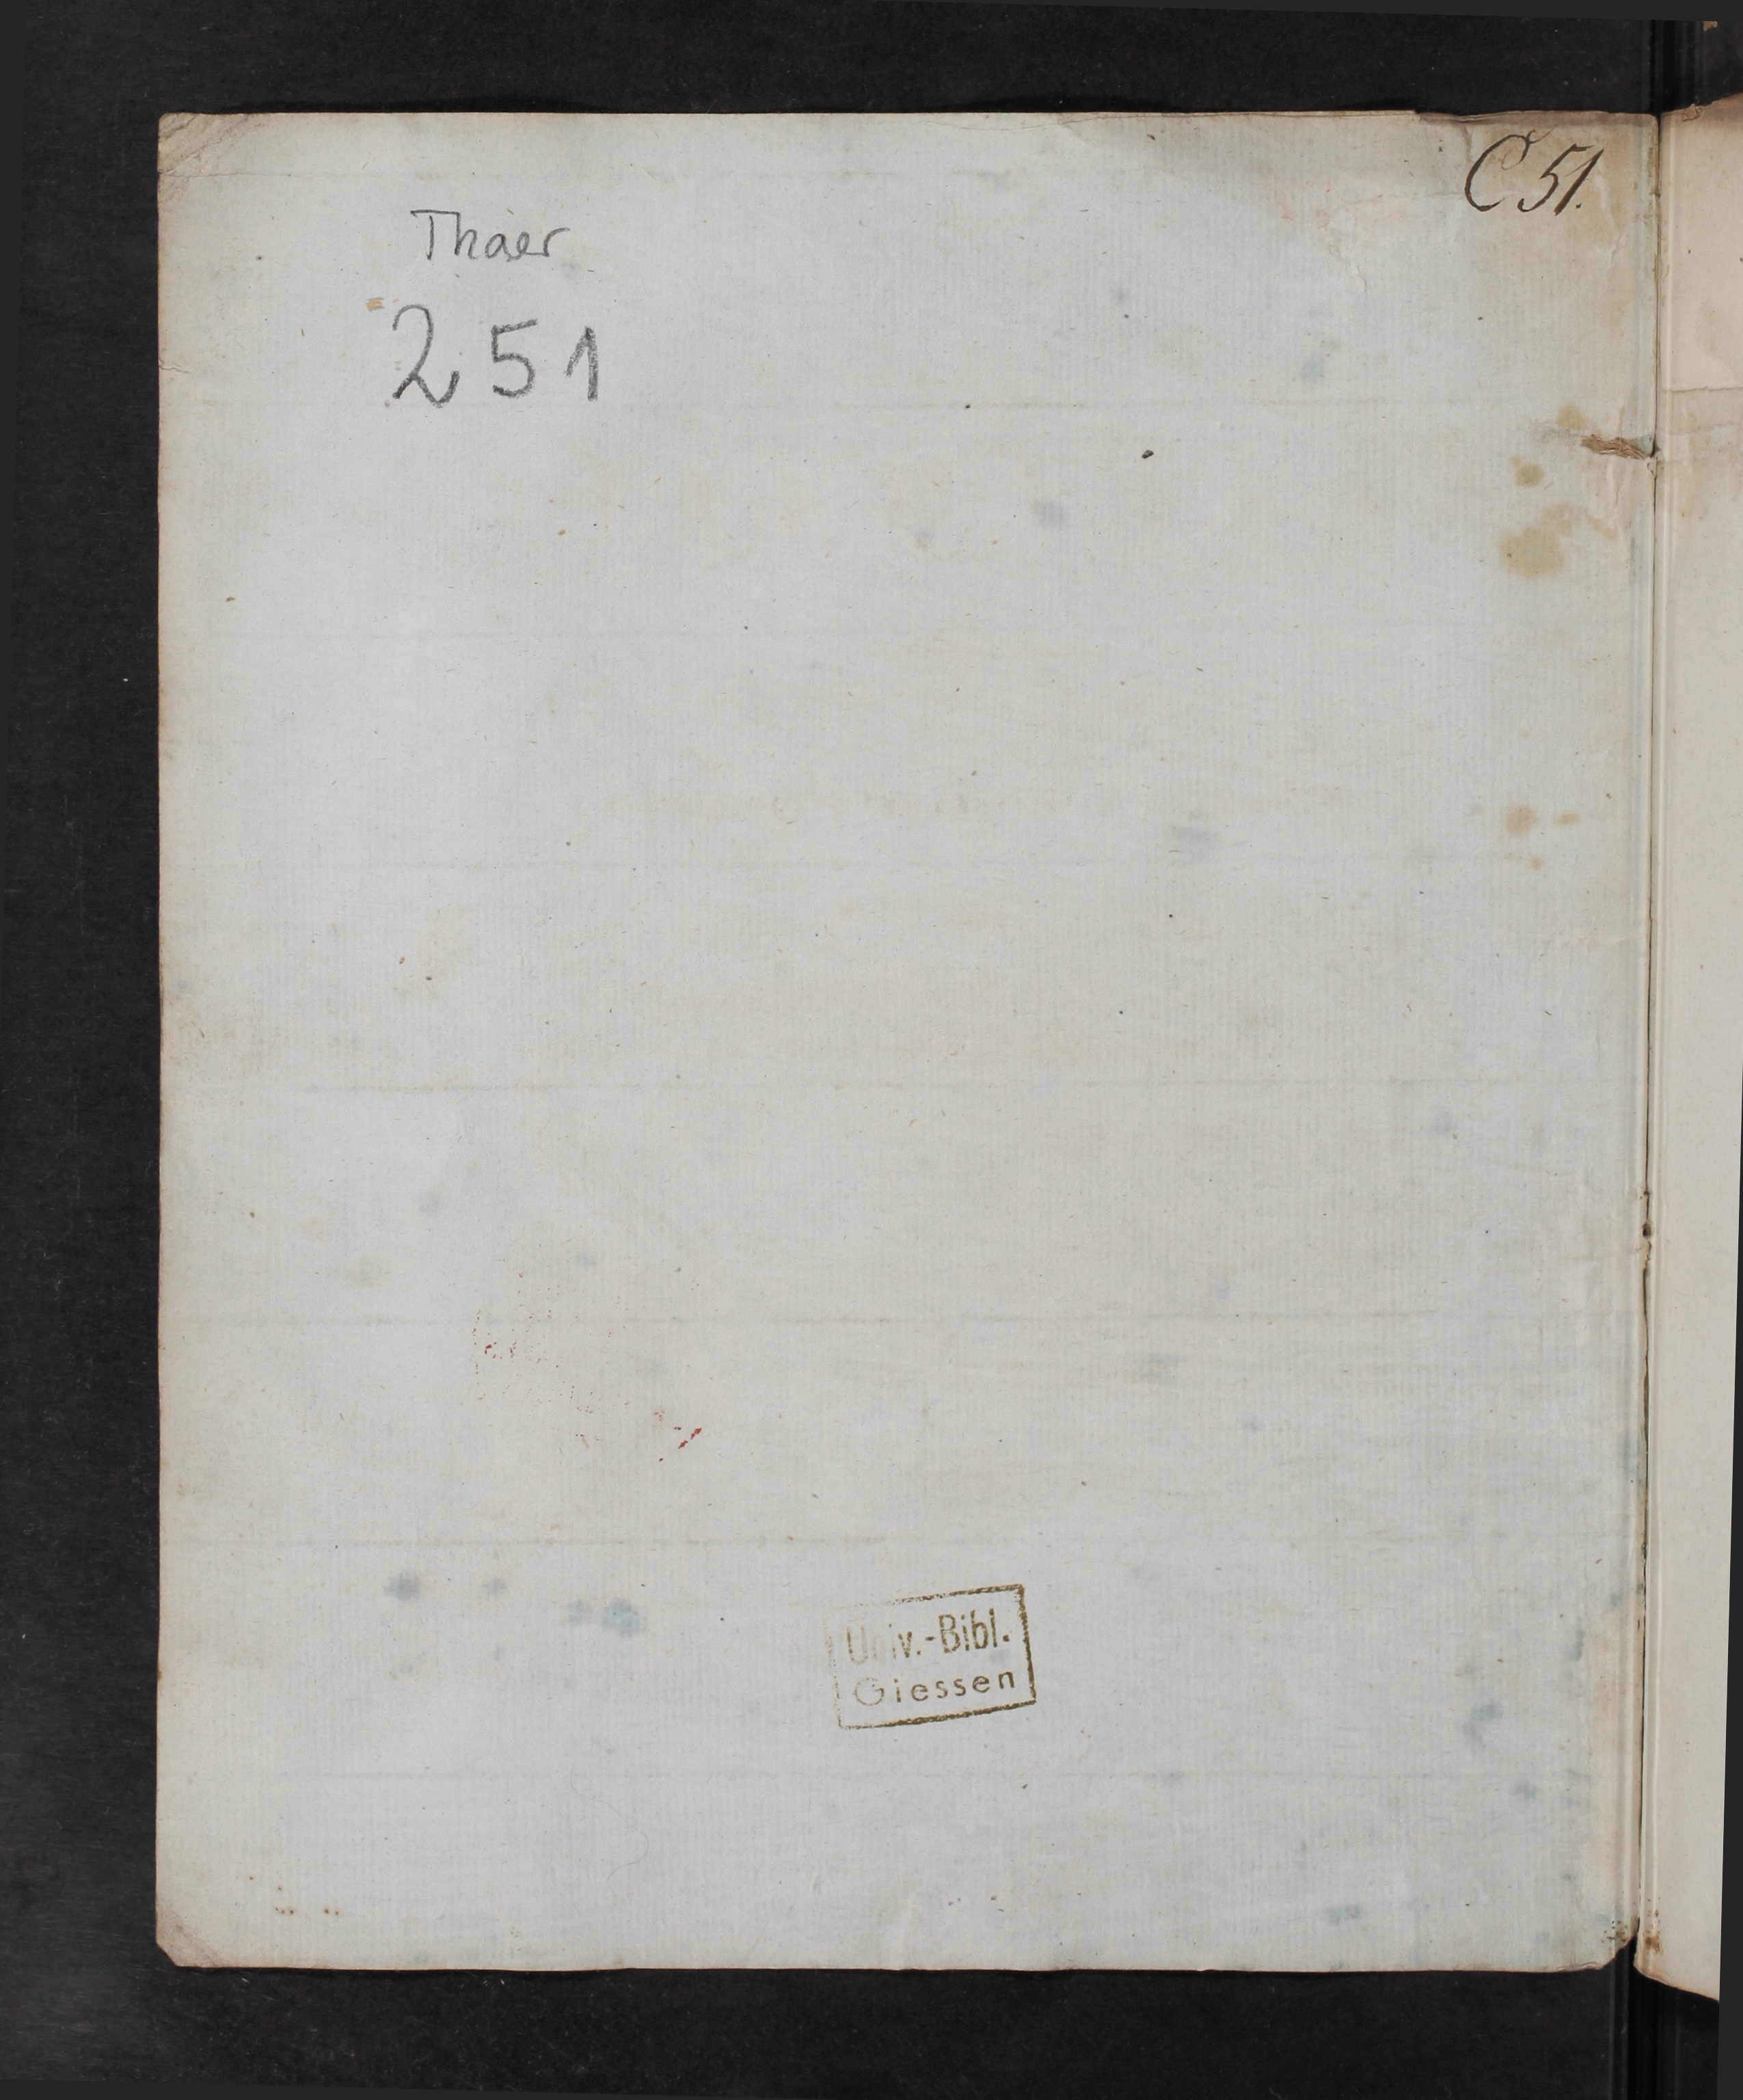 C 51.
Thaer
251
Univ.-Bibl.
Giessen